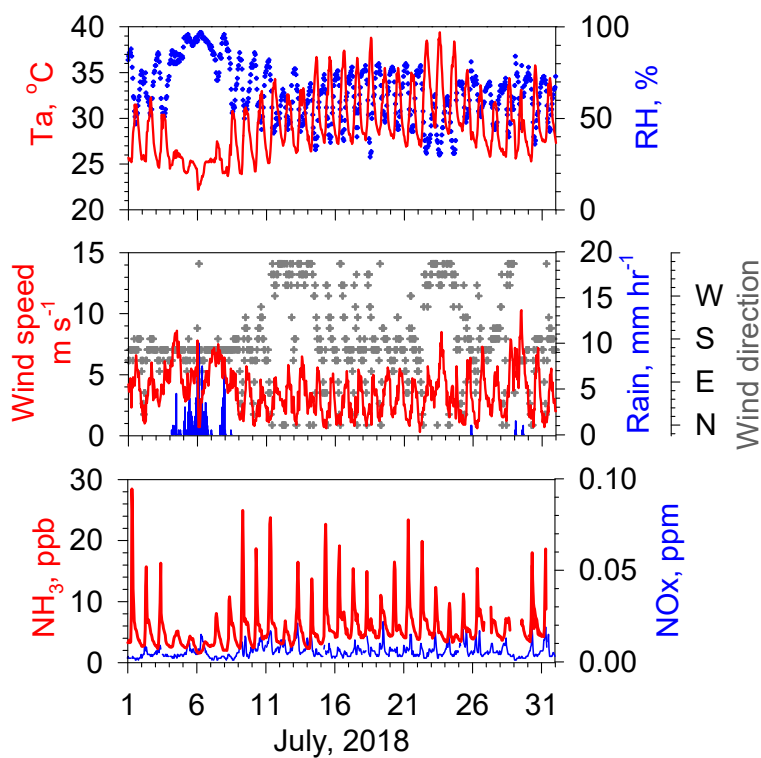 40
35
30
25
20
Ta, °C
100
50
0
RH, %
15
10
5
0
Wind speed
m s⁻¹
20
15
10
5
0
Rain, mm hr⁻¹
W
S
E
N
Wind direction
30
20
10
0
NH₃, ppb
0.10
0.05
0.00
NOx, ppm
1 6 11 16 21 26 31
July, 2018